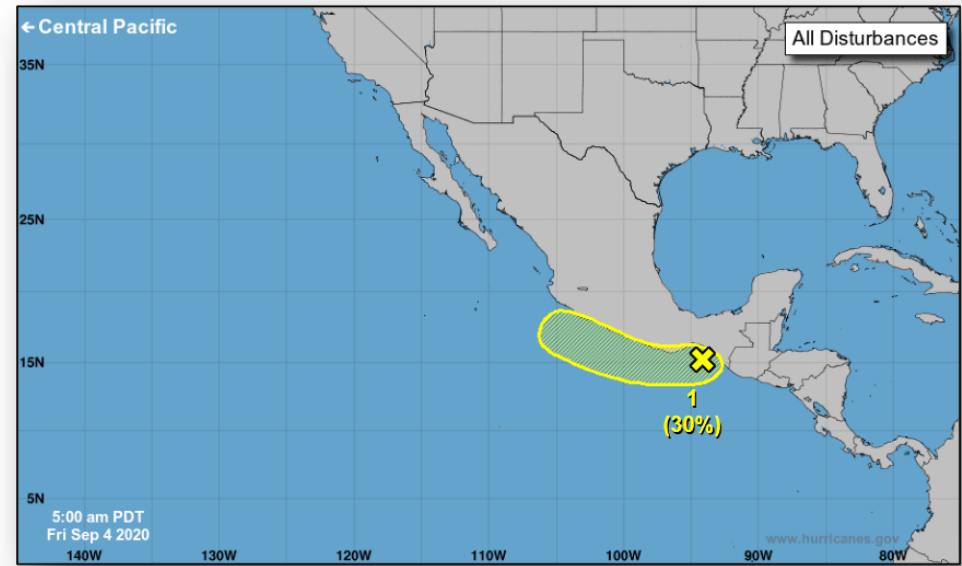 ← Central Pacific
All Disturbances
35N
25N
15N
1
(30%)
5N
5:00 am PDT
Fri Sep 4 2020
www.hurricanes.gov
140W 130W 120W 110W 100W 90W 80W